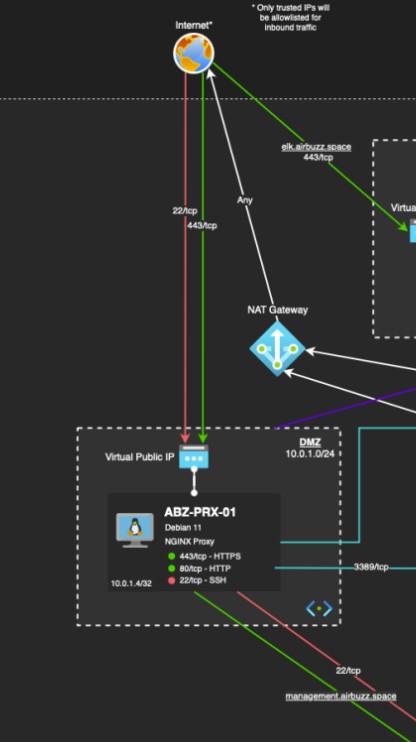 * Only trusted IPs will
be allowlisted for
inbound traffic
Internet*
elk.airbuzz.space
443/tcp
Virtua
22/tcp
Any
443/tcp
NAT Gateway
DMZ
10.0.1.0/24
Virtual Public IP
ABZ-PRX-01
Debian 11
NGINX Proxy
443/tcp - HTTPS
80/tcp - HTTP
22/tcp - SSH
10.0.1.4/32
3389/tcp
22/tcp
management.airbuzz.space